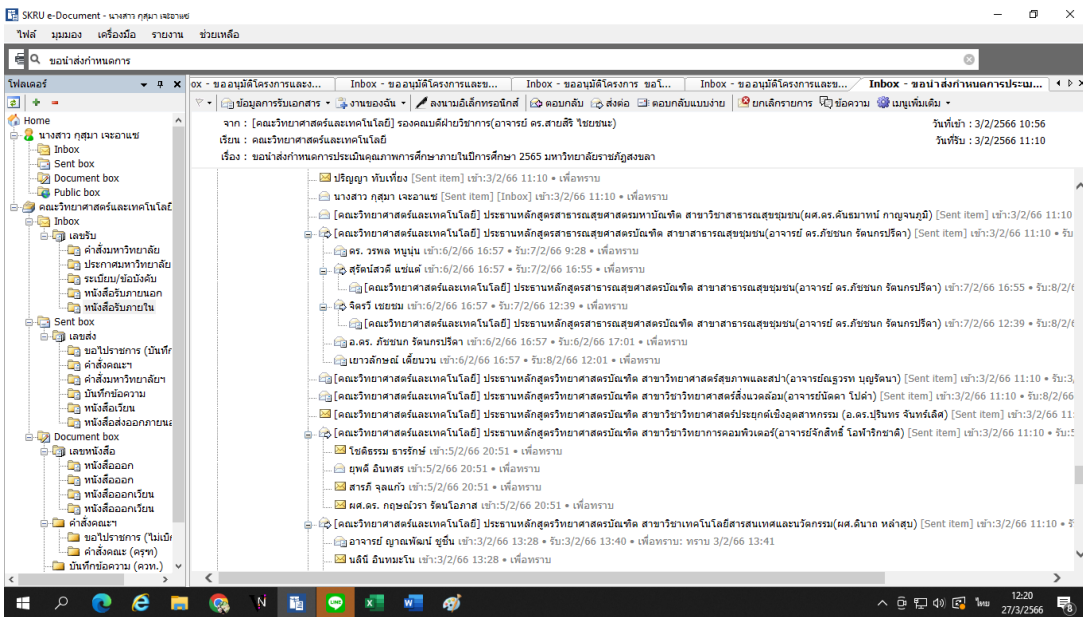 SKRU e-Document - นางสาว กุสุมา เจะอาแซ
ไฟล์ มุมมอง เครื่องมือ รายงาน ช่วยเหลือ
ขอนำส่งกำหนดการ
โฟลเดอร์
ox - ขออนุมัติโครงการและง... Inbox - ขออนุมัติโครงการและข... Inbox - ขออนุมัติโครงการ ขอโ... Inbox - ขออนุมัติโครงการและข... Inbox - ขอนำส่งกำหนดการประเม...
ข้อมูลการรับเอกสาร งานของฉัน ลงนามอิเล็กทรอนิกส์ ตอบกลับ ส่งต่อ ตอบกลับแบบง่าย ยกเลิกรายการ ข้อความ เมนูเพิ่มเติม
จาก : [คณะวิทยาศาสตร์และเทคโนโลยี] รองคณบดีฝ่ายวิชาการ(อาจารย์ ดร.สายสิริ ไชยชนะ) วันที่เข้า : 3/2/2566 10:56
เรียน : คณะวิทยาศาสตร์และเทคโนโลยี วันที่รับ : 3/2/2566 11:10
เรื่อง : ขอนำส่งกำหนดการประเมินคุณภาพการศึกษาภายในปีการศึกษา 2565 มหาวิทยาลัยราชภัฏสงขลา
Home
นางสาว กุสุมา เจะอาแซ
Inbox
Sent box
Document box
Public box
คณะวิทยาศาสตร์และเทคโนโลยี
Inbox
เลขรับ
คำสั่งมหาวิทยาลัย
ประกาศมหาวิทยาลัย
ระเบียบ/ข้อบังคับ
หนังสือรับภายนอก
หนังสือรับภายใน
Sent box
เลขส่ง
ขอไปราชการ (บันทึก
คำสั่งคณะฯ
คำสั่งมหาวิทยาลัยฯ
บันทึกข้อความ
หนังสือเวียน
หนังสือส่งออกภายนอ
Document box
เลขหนังสือ
หนังสือออก
หนังสือออก
หนังสือออกเวียน
หนังสือออกเวียน
คำสั่งคณะฯ
ขอไปราชการ (ไม่เบิก
คำสั่งคณะ (ครุฑ)
บันทึกข้อความ (ควท.)
ปริญญา ทับเที่ยง [Sent item] เข้า:3/2/66 11:10 • เพื่อทราบ
นางสาว กุสุมา เจะอาแซ [Sent item] [Inbox] เข้า:3/2/66 11:10 • เพื่อทราบ
[คณะวิทยาศาสตร์และเทคโนโลยี] ประธานหลักสูตรสาธารณสุขศาสตรมหาบัณฑิต สาขาวิชาสาธารณสุขชุมชน(ผศ.ดร.คันธมาทน์ กาญจนภูมิ) [Sent item] เข้า:3/2/66 11:10
[คณะวิทยาศาสตร์และเทคโนโลยี] ประธานหลักสูตรสาธารณสุขศาสตรบัณฑิต สาขาสาธารณสุขชุมชน(อาจารย์ ดร.ภัชชนก รัตนกรปรีดา) [Sent item] เข้า:3/2/66 11:10 • รับ
ดร. วรพล หนูนุ่น เข้า:6/2/66 16:57 • รับ:7/2/66 9:28 • เพื่อทราบ
สุรัตน์สวดี แซ่แต้ เข้า:6/2/66 16:57 • รับ:7/2/66 16:55 • เพื่อทราบ
[คณะวิทยาศาสตร์และเทคโนโลยี] ประธานหลักสูตรสาธารณสุขศาสตรบัณฑิต สาขาสาธารณสุขชุมชน(อาจารย์ ดร.ภัชชนก รัตนกรปรีดา) เข้า:7/2/66 16:55 • รับ:8/2/6
จิตรวี เชยชม เข้า:6/2/66 16:57 • รับ:7/2/66 12:39 • เพื่อทราบ
[คณะวิทยาศาสตร์และเทคโนโลยี] ประธานหลักสูตรสาธารณสุขศาสตรบัณฑิต สาขาสาธารณสุขชุมชน(อาจารย์ ดร.ภัชชนก รัตนกรปรีดา) เข้า:7/2/66 12:39 • รับ:8/2/6
อ.ดร. ภัชชนก รัตนกรปรีดา เข้า:6/2/66 16:57 • รับ:6/2/66 17:01 • เพื่อทราบ
เยาวลักษณ์ เตี้ยนวน เข้า:6/2/66 16:57 • รับ:8/2/66 12:01 • เพื่อทราบ
[คณะวิทยาศาสตร์และเทคโนโลยี] ประธานหลักสูตรวิทยาศาสตรบัณฑิต สาขาวิทยาศาสตร์สุขภาพและสปา(อาจารย์ณฐวรท บุญรัตนา) [Sent item] เข้า:3/2/66 11:10 • รับ:3
[คณะวิทยาศาสตร์และเทคโนโลยี] ประธานหลักสูตรวิทยาศาสตรบัณฑิต สาขาวิทยาศาสตร์สิ่งแวดล้อม(อาจารย์นัดดา โปดำ) [Sent item] เข้า:3/2/66 11:10 • รับ:8/2/66
[คณะวิทยาศาสตร์และเทคโนโลยี] ประธานหลักสูตรวิทยาศาสตรบัณฑิต สาขาวิชาวิทยาศาสตร์ประยุกต์เชิงอุตสาหกรรม (อ.ดร.ปุรินทร จันทร์เลิศ) [Sent item] เข้า:3/2/66 11:
[คณะวิทยาศาสตร์และเทคโนโลยี] ประธานหลักสูตรวิทยาศาสตรบัณฑิต สาขาวิชาวิทยาการคอมพิวเตอร์(อาจารย์จักสิทธิ์ โอฬาริกชาติ) [Sent item] เข้า:3/2/66 11:10 • รับ:5
โชติธรรม ธารรักษ์ เข้า:5/2/66 20:51 • เพื่อทราบ
ยุพดี อินทสร เข้า:5/2/66 20:51 • เพื่อทราบ
สารภี จุลแก้ว เข้า:5/2/66 20:51 • เพื่อทราบ
ผศ.ดร. กฤษณ์วรา รัตนโอภาส เข้า:5/2/66 20:51 • เพื่อทราบ
[คณะวิทยาศาสตร์และเทคโนโลยี] ประธานหลักสูตรวิทยาศาสตรบัณฑิต สาขาวิชาเทคโนโลยีสารสนเทศและนวัตกรรม(ผศ.ดินาถ หล่าสุบ) [Sent item] เข้า:3/2/66 11:10 •
อาจารย์ ญาณพัฒน์ ชูชื่น เข้า:3/2/66 13:28 • รับ:3/2/66 13:40 • เพื่อทราบ: ทราบ 3/2/66 13:41
นลินี อินทมะโน เข้า:3/2/66 13:28 • เพื่อทราบ
ไทย
12:20
27/3/2566